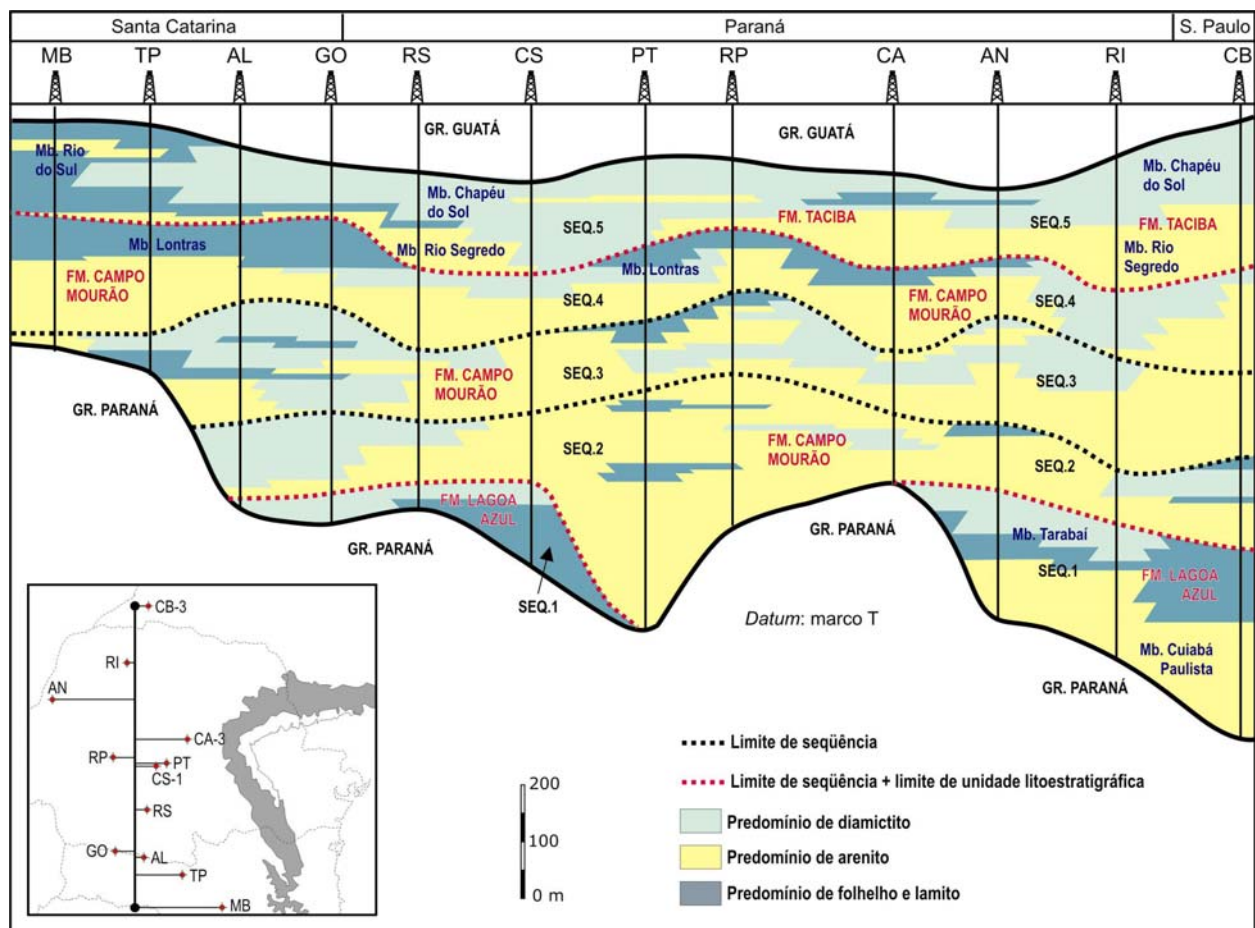 Santa Catarina
Paraná
S. Paulo
MB
TP
AL
GO
RS
CS
PT
RP
CA
AN
RI
CB
GR. GUATÁ
GR. GUATÁ
Mb. Rio
do Sul
Mb. Chapéu
do Sol
Mb. Chapéu
do Sol
SEQ.5
FM. TACIBA
SEQ.5
FM. TACIBA
Mb. Lontras
Mb. Rio Segredo
Mb. Lontras
Mb. Rio
Segredo
FM. CAMPO
MOURÃO
SEQ.4
FM. CAMPO
MOURÃO
SEQ.4
GR. PARANÁ
FM. CAMPO
MOURÃO
SEQ.3
SEQ.3
SEQ.2
FM. CAMPO
MOURÃO
SEQ.2
FM. LAGOA
AZUL
GR. PARANÁ
GR. PARANÁ
Mb. Tarabaí
SEQ.1
FM. LAGOA
AZUL
SEQ.1
Datum: marco T
Mb. Cuiabá
Paulista
GR. PARANÁ
CB-3
RI
AN
CA-3
RP
PT
CS-1
RS
GO
AL
TP
MB
200
100
0 m
Limite de seqüência
Limite de seqüência + limite de unidade litoestratigráfica
Predomínio de diamictito
Predomínio de arenito
Predomínio de folhelho e lamito